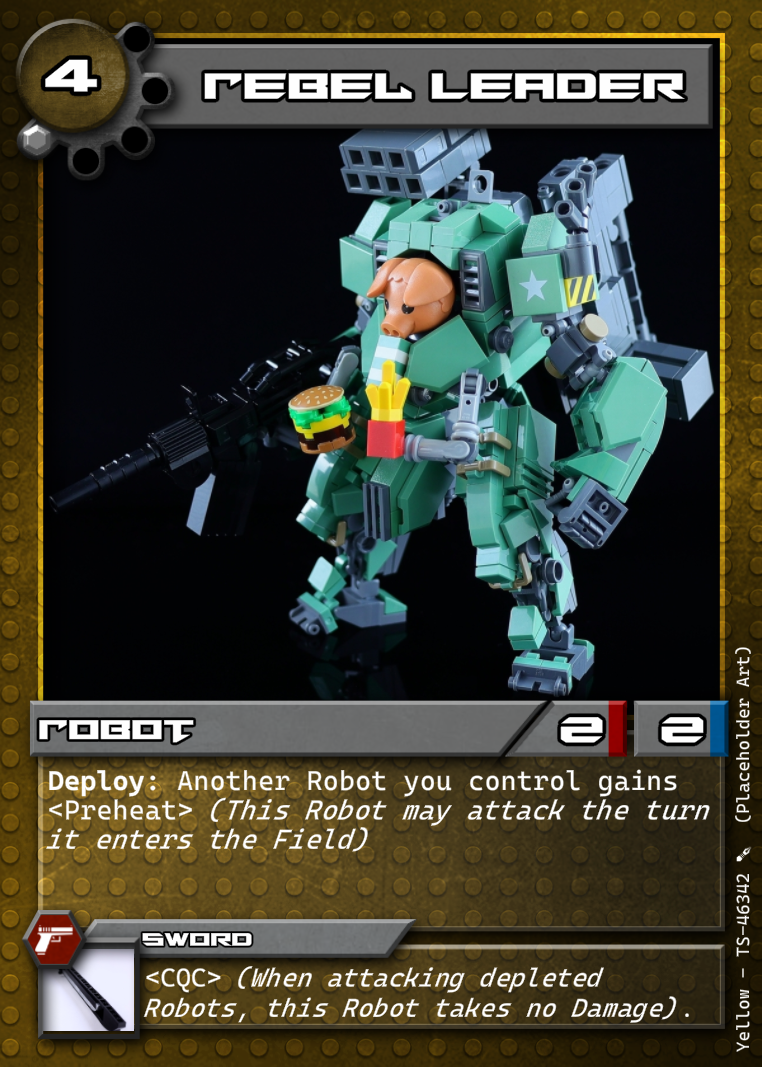 4
REBEL LEADER
ROBOT
2
2
Deploy: Another Robot you control gains
<Preheat> (This Robot may attack the turn
it enters the Field)
SWORD
<CQC> (When attacking depleted
Robots, this Robot takes no Damage).
Yellow - TS-46342 (Placeholder Art)